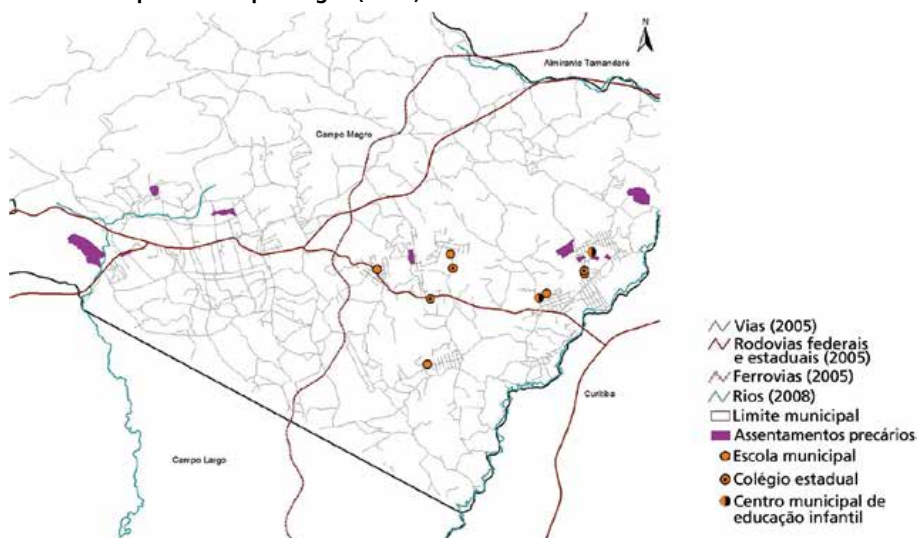 N
Almirante Tamandaré
Campo Magro
Curitiba
Campo Largo
Vias (2005)
Rodovias federais
e estaduais (2005)
Ferrovias (2005)
Rios (2008)
Limite municipal
Assentamentos precários
Escola municipal
Colégio estadual
Centro municipal de
educação infantil